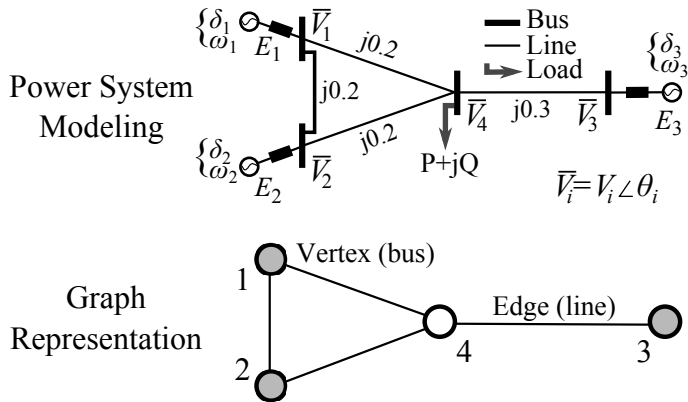 Power System
Modeling
{δ1
ω1
E1
V̅1
j0.2
j0.2
j0.2
{δ2
ω2
E2
V̅2
V̅4
P+jQ
j0.3
V̅3
{δ3
ω3
E3
Bus
Line
Load
V̅i=Vi∠θi
Graph
Representation
1
Vertex (bus)
2
4
Edge (line)
3